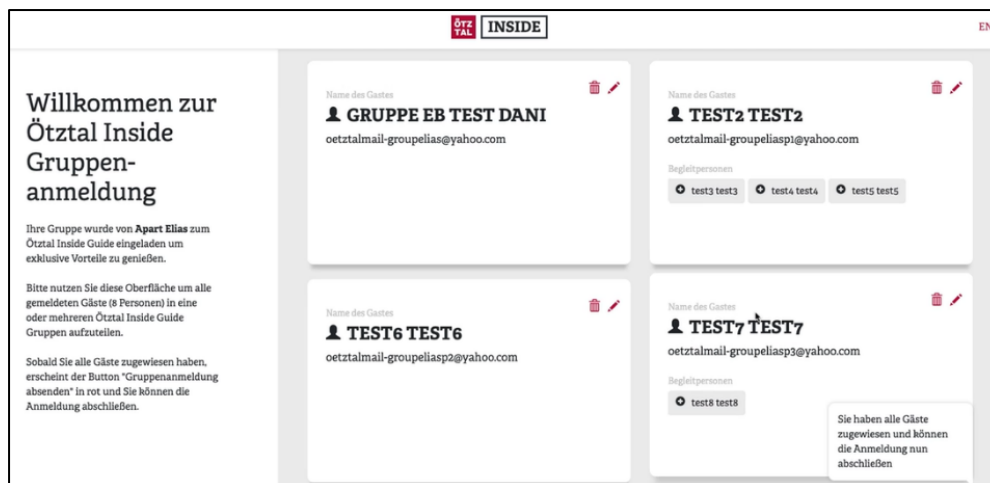 ÖTZ
TAL
INSIDE
EN
Willkommen zur
Ötztal Inside
Gruppen-
anmeldung
Ihre Gruppe wurde von Apart Elias zum
Ötztal Inside Guide eingeladen um
exklusive Vorteile zu genießen.
Bitte nutzen Sie diese Oberfläche um alle
gemeldeten Gäste (8 Personen) in eine
oder mehreren Ötztal Inside Guide
Gruppen aufzuteilen.
Sobald Sie alle Gäste zugewiesen haben,
erscheint der Button "Gruppenanmeldung
absenden" in rot und Sie können die
Anmeldung abschließen.
Name des Gastes
GRUPPE EB TEST DANI
oetztalmail-groupelias@yahoo.com
Name des Gastes
TEST2 TEST2
oetztalmail-groupeliasp1@yahoo.com
Begleitpersonen
test3 test3
test4 test4
test5 test5
Name des Gastes
TEST6 TEST6
oetztalmail-groupeliasp2@yahoo.com
Name des Gastes
TEST7 TEST7
oetztalmail-groupeliasp3@yahoo.com
Begleitpersonen
test8 test8
Sie haben alle Gäste
zugewiesen und können
die Anmeldung nun
abschließen